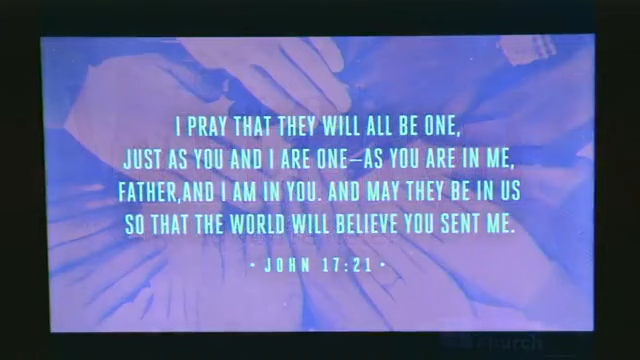 I PRAY THAT THEY WILL ALL BE ONE,
JUST AS YOU AND I ARE ONE—AS YOU ARE IN ME,
FATHER,AND I AM IN YOU. AND MAY THEY BE IN US
SO THAT THE WORLD WILL BELIEVE YOU SENT ME.
• JOHN 17:21 •
church